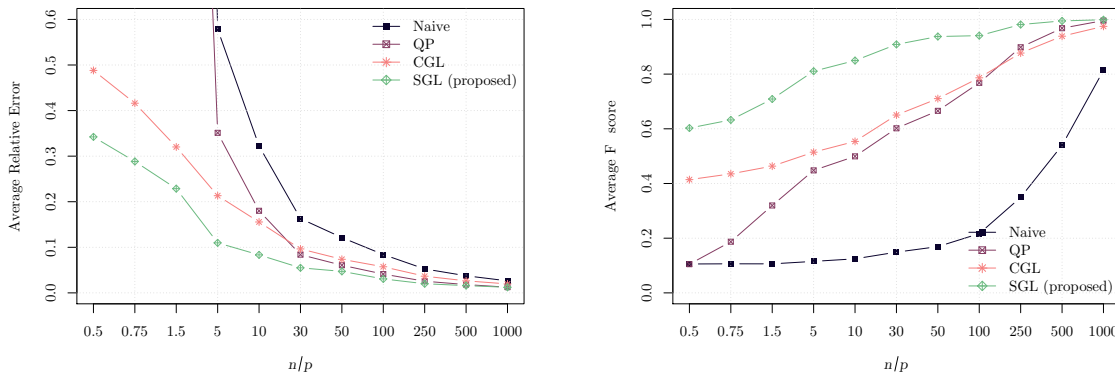 Average Relative Error
0.6
0.5
0.4
0.3
0.2
0.1
0.0
Naive
QP
CGL
SGL (proposed)
0.5 0.75 1.5 5 10 30 50 100 250 500 1000
n/p
Average F score
1.0
0.8
0.6
0.4
0.2
0.0
Naive
QP
CGL
SGL (proposed)
0.5 0.75 1.5 5 10 30 50 100 250 500 1000
n/p